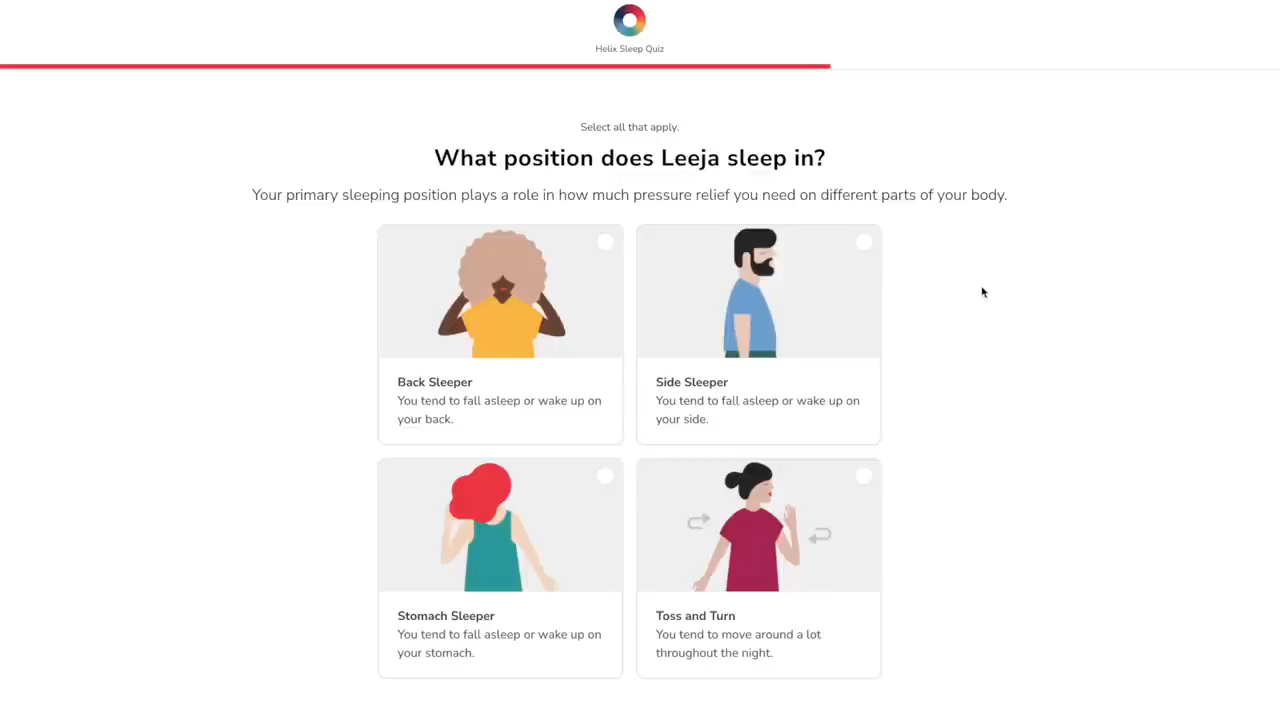 Helix Sleep Quiz
Select all that apply.
What position does Leeja sleep in?
Your primary sleeping position plays a role in how much pressure relief you need on different parts of your body.
Back Sleeper
You tend to fall asleep or wake up on
your back.
Side Sleeper
You tend to fall asleep or wake up on
your side.
Stomach Sleeper
You tend to fall asleep or wake up on
your stomach.
Toss and Turn
You tend to move around a lot
throughout the night.